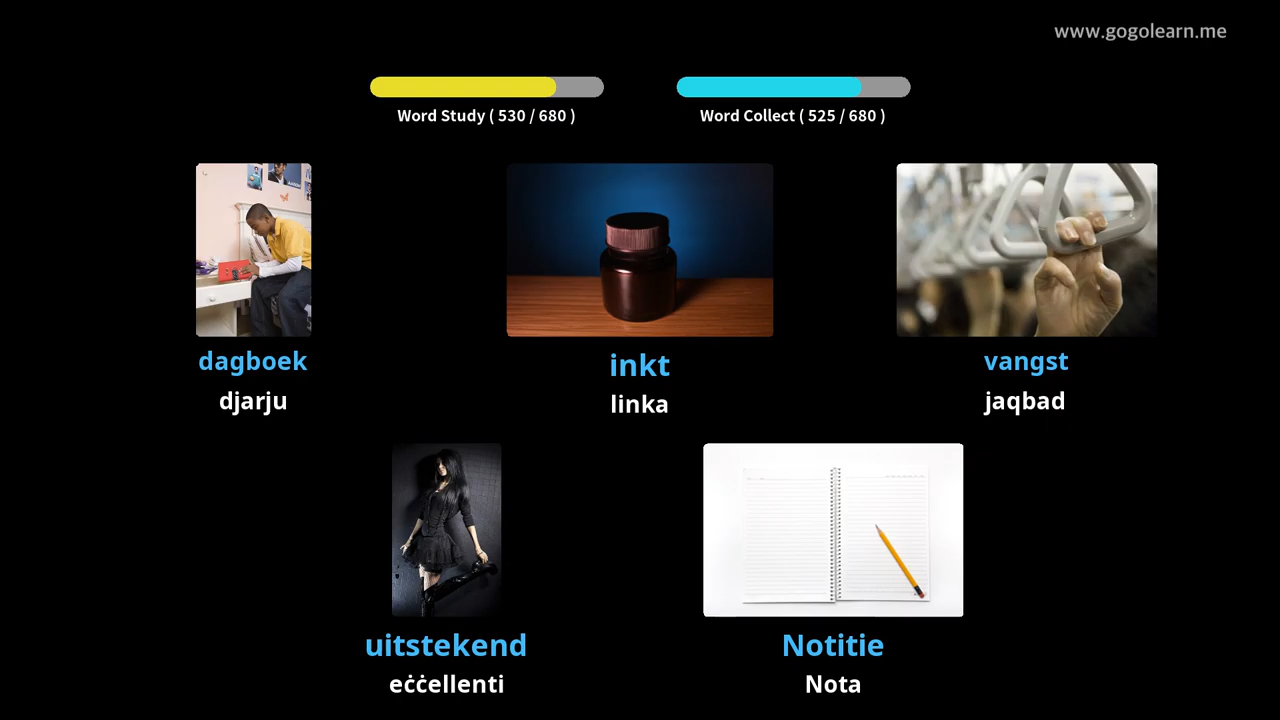 www.gogolearn.me
Word Study ( 530 / 680 )
Word Collect ( 525 / 680 )
dagboek
djarju
inkt
linka
vangst
jaqbad
uitstekend
eċċellenti
Notitie
Nota